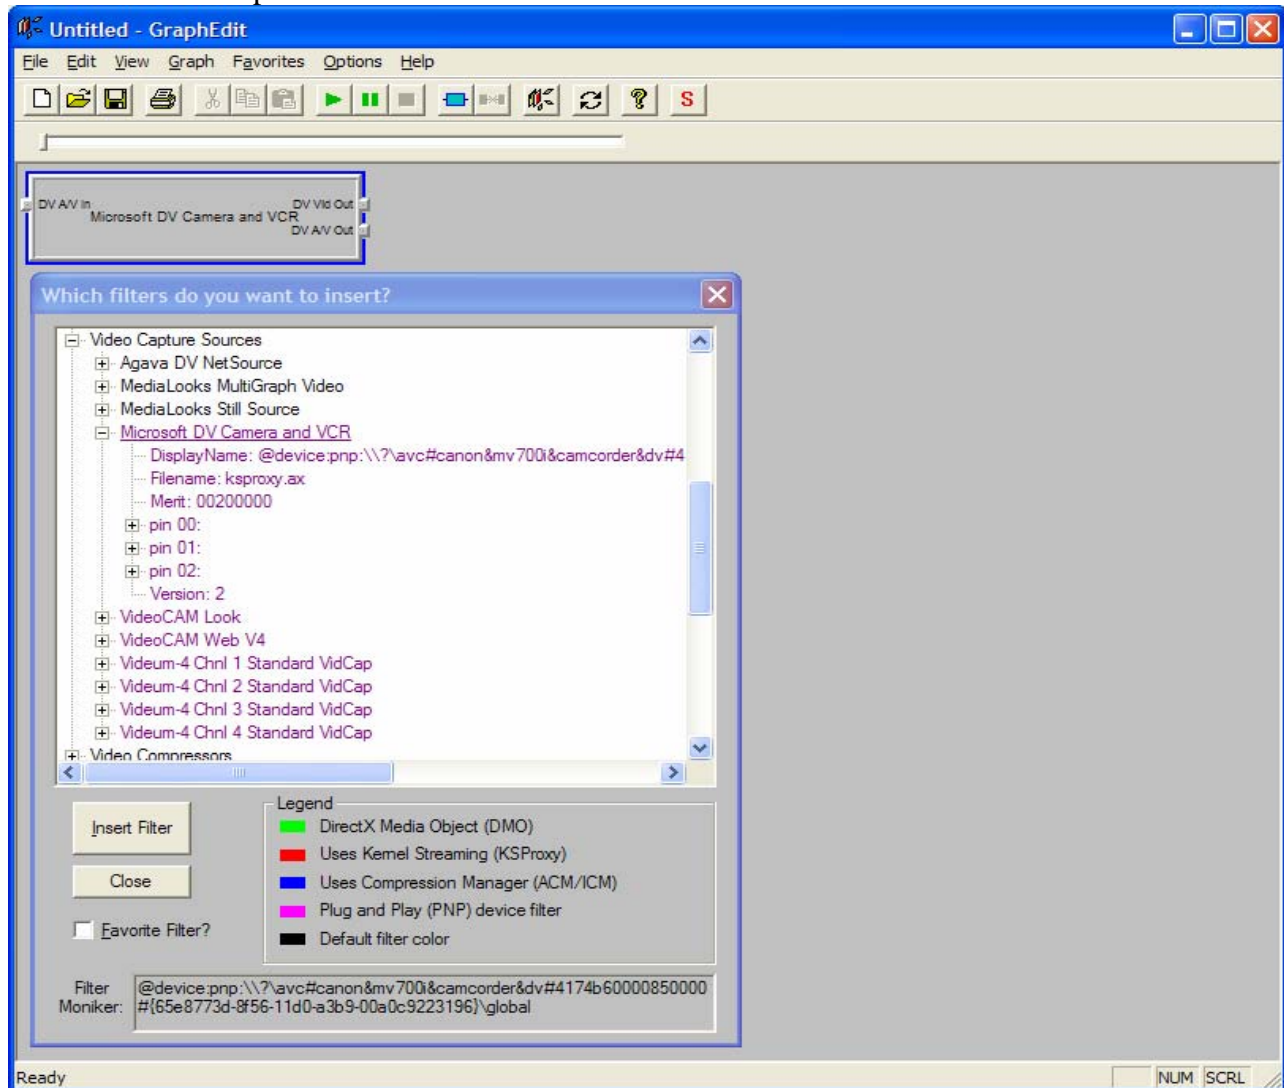 Untitled - GraphEdit
File Edit View Graph Favorites Options Help
S
DV A/V In
DV Vid Out
Microsoft DV Camera and VCR
DV A/V Out
Which filters do you want to insert?
Video Capture Sources
Agava DV NetSource
MediaLooks MultiGraph Video
MediaLooks Still Source
Microsoft DV Camera and VCR
DisplayName: @device:pnp:\\?\avc#canon&mv700i&camcorder&dv#4
Filename: ksproxy.ax
Merit: 00200000
pin 00:
pin 01:
pin 02:
Version: 2
VideoCAM Look
VideoCAM Web V4
Videum-4 Chnl 1 Standard VidCap
Videum-4 Chnl 2 Standard VidCap
Videum-4 Chnl 3 Standard VidCap
Videum-4 Chnl 4 Standard VidCap
Video Compressors
Insert Filter
Close
Favorite Filter?
Legend
DirectX Media Object (DMO)
Uses Kernel Streaming (KSProxy)
Uses Compression Manager (ACM/ICM)
Plug and Play (PNP) device filter
Default filter color
Filter Moniker:
@device:pnp:\\?\avc#canon&mv700i&camcorder&dv#4174b60000850000
#{65e8773d-8f56-11d0-a3b9-00a0c9223196}\global
Ready
NUM SCRL